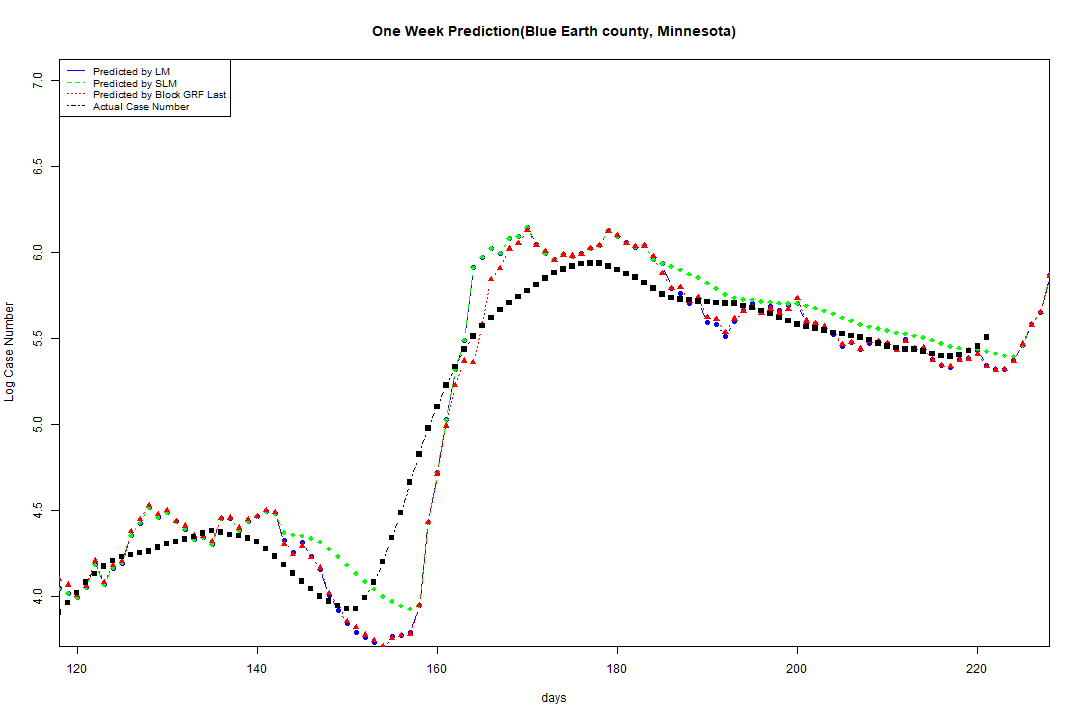 One Week Prediction(Blue Earth county, Minnesota)
Predicted by LM
Predicted by SLM
Predicted by Block GRF Last
Actual Case Number
7.0
6.5
6.0
5.5
5.0
4.5
4.0
Log Case Number
120 140 160 180 200 220
days